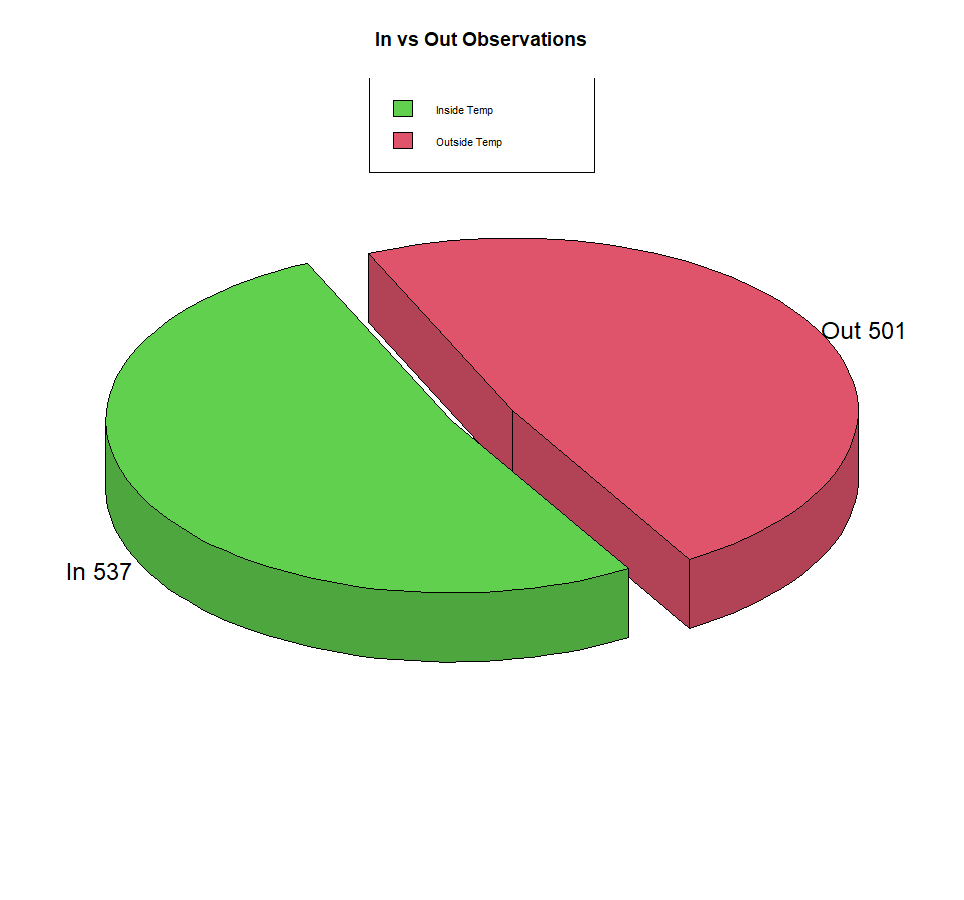 In vs Out Observations
Inside Temp
Outside Temp
Out 501
In 537